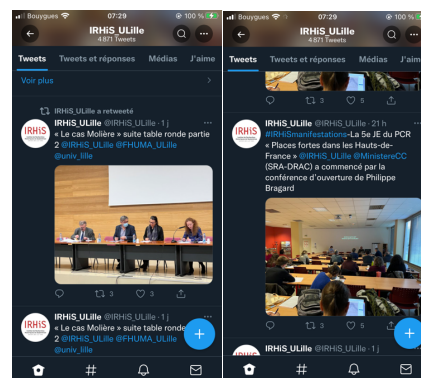 Bouygues 07:29 100 %
IRHiS_ULille
4 871 Tweets
Tweets Tweets et réponses Médias J'aime
Voir plus
IRHiS_ULille a retweeté
IRHiS
IRHiS_ULille @IRHiS_ULille · 1 j
« Le cas Molière » suite table ronde partie
2 @IRHiS_ULille @FHUMA_ULille
@univ_lille
3 3
IRHiS
IRHiS_ULille @IRHiS_ULille · 1 j
« Le cas Molière » suite table ronde
2 @IRHiS_ULille @FHUMA_ULille
@univ_lille
Bouygues 07:29 100 %
IRHiS_ULille
4 871 Tweets
Tweets Tweets et réponses Médias J'aime
3 5
IRHiS
IRHiS_ULille @IRHiS_ULille · 21 h
#IRHiSmanifestations-La 5e JE du PCR
« Places fortes dans les Hauts-de-
France » @IRHiS_ULille @MinistereCC
(SRA-DRAC) a commencé par la
conférence d'ouverture de Philippe
Bragard
3 5
IRHiS_ULille @IRHiS_ULille · 1 j